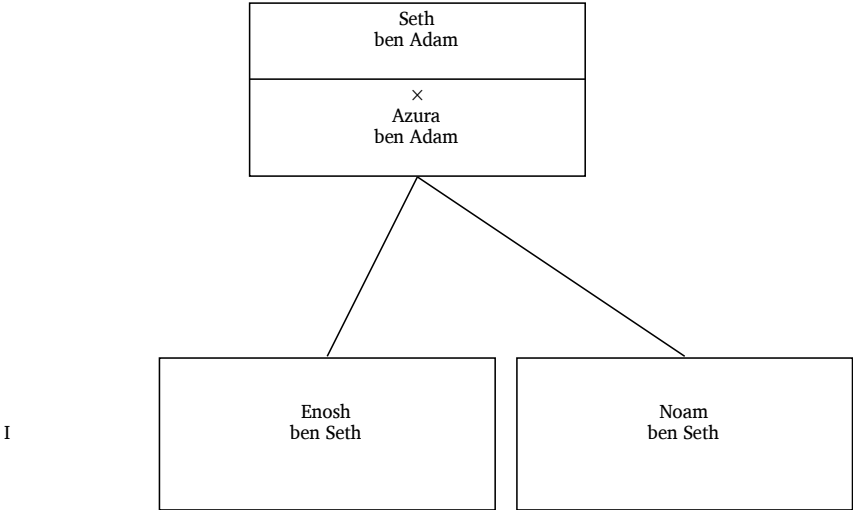 Seth
ben Adam
×
Azura
ben Adam
Enosh
ben Seth
Noam
ben Seth
I